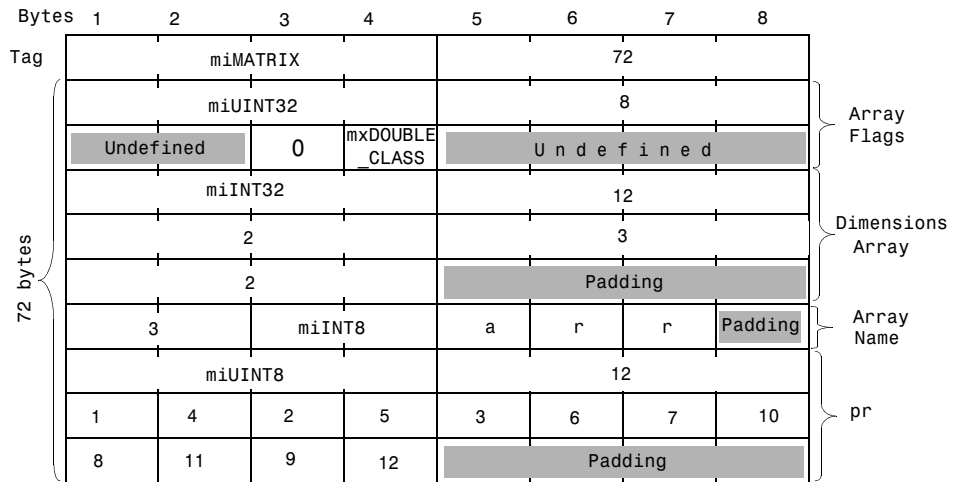 Bytes 1 2 3 4 5 6 7 8
Tag miMATRIX 72
miUINT32 8
Undefined 0 mxDOUBLE_CLASS Undefined
Array Flags
miINT32 12
2 3
2 Padding
Dimensions Array
3 miINT8 a r r Padding
Array Name
miUINT8 12
1 4 2 5 3 6 7 10
8 11 9 12 Padding
pr
72 bytes